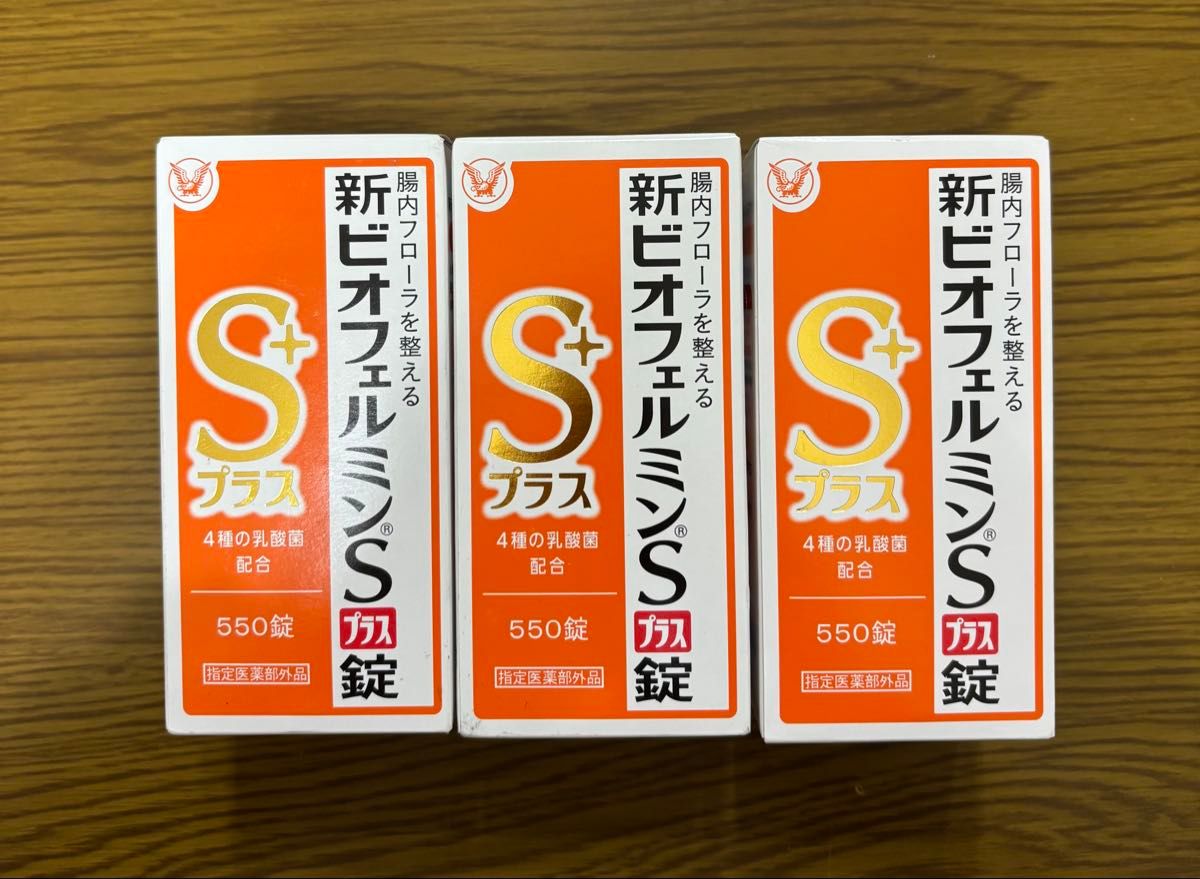 腸内フローラを整える
新ビオフェルミン®Sプラス錠
S+
プラス
4種の乳酸菌
配合
550錠
指定医薬部外品
腸内フローラを整える
新ビオフェルミン®Sプラス錠
S+
プラス
4種の乳酸菌
配合
550錠
指定医薬部外品
腸内フローラを整える
新ビオフェルミン®Sプラス錠
S+
プラス
4種の乳酸菌
配合
550錠
指定医薬部外品